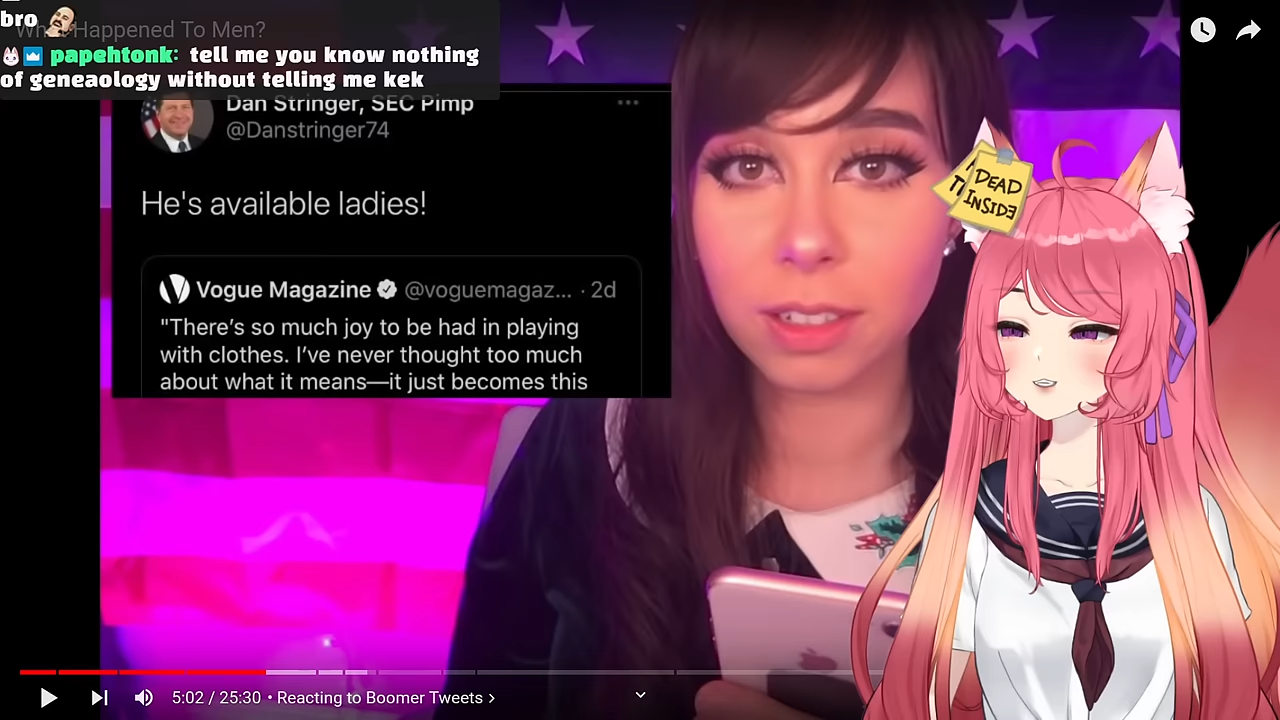 bro
What Happened To Men?
papehtonk: tell me you know nothing
of geneaology without telling me kek
Dan Stringer, SEC Pimp
@Danstringer74
He's available ladies!
Vogue Magazine @voguemagaz... · 2d
"There's so much joy to be had in playing
with clothes. I've never thought too much
about what it means—it just becomes this
DEAD
INSIDE
5:02 / 25:30 • Reacting to Boomer Tweets ›